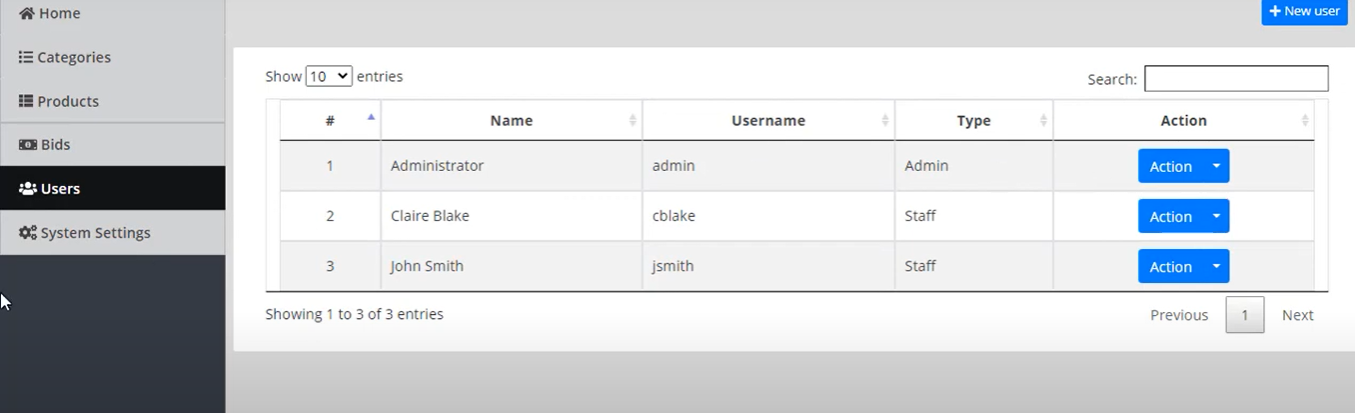 Home
+ New user
Categories
Products
Bids
Users
System Settings
Show 10 entries
Search:
# Name Username Type Action
1 Administrator admin Admin Action
2 Claire Blake cblake Staff Action
3 John Smith jsmith Staff Action
Showing 1 to 3 of 3 entries
Previous 1 Next